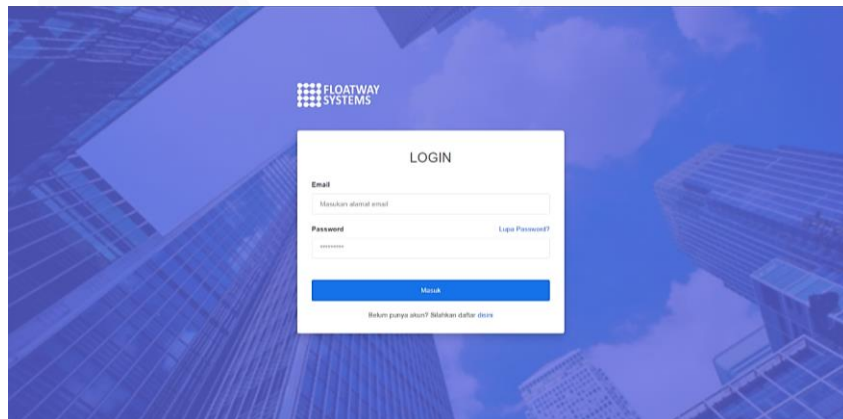 FLOATWAY
SYSTEMS
LOGIN
Email
Masukan alamat email
Password Lupa Password?
*********
Masuk
Belum punya akun? Silahkan daftar disini